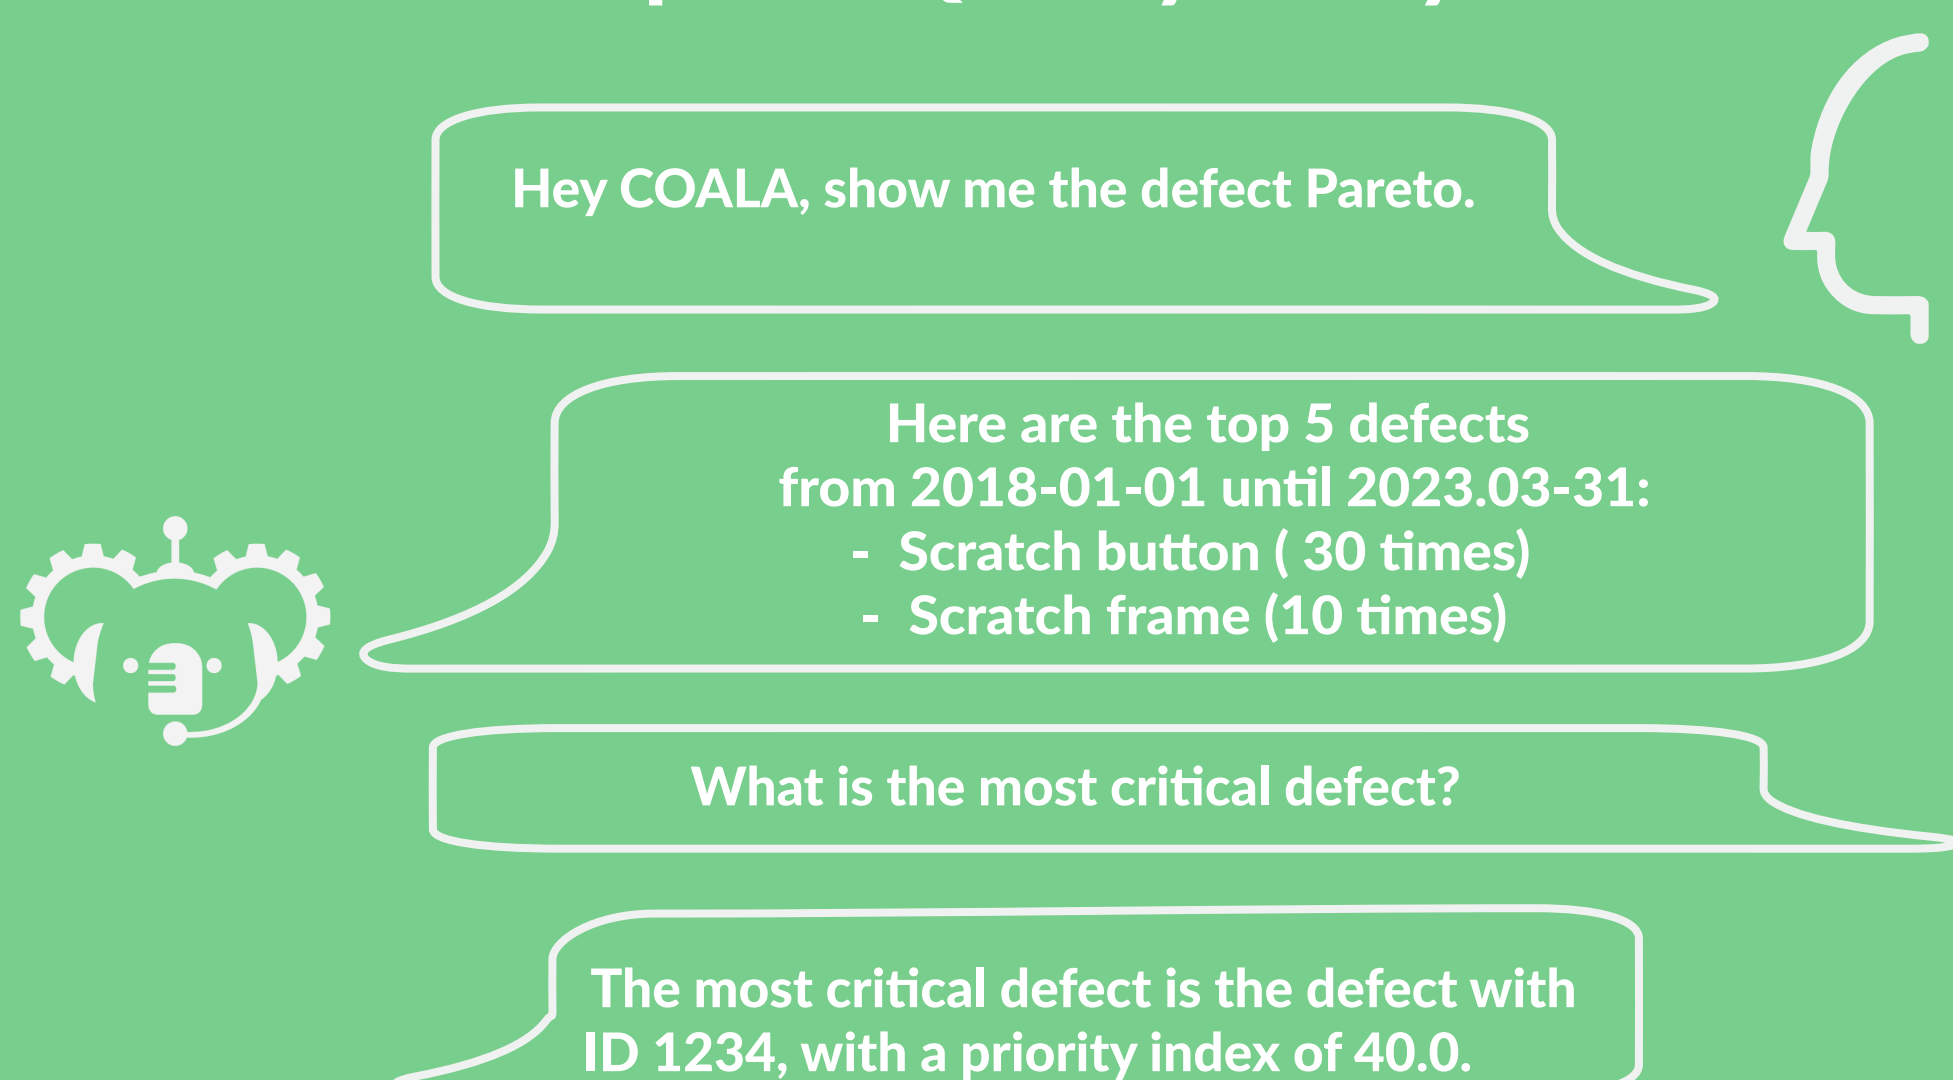 Hey COALA, show me the defect Pareto.
Here are the top 5 defects
from 2018-01-01 until 2023.03-31:
- Scratch button ( 30 times)
- Scratch frame (10 times)
What is the most critical defect?
The most critical defect is the defect with
ID 1234, with a priority index of 40.0.